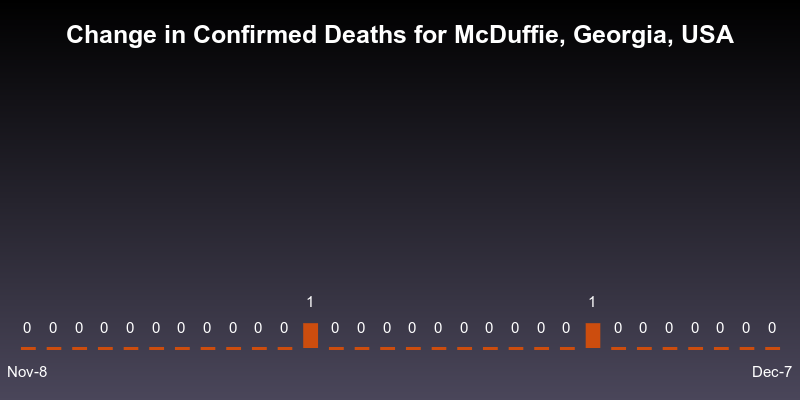 Change in Confirmed Deaths for McDuffie, Georgia, USA
1 1
0 0 0 0 0 0 0 0 0 0 0 0 0 0 0 0 0 0 0 0 0 0 0 0 0 0 0 0
Nov-8 Dec-7